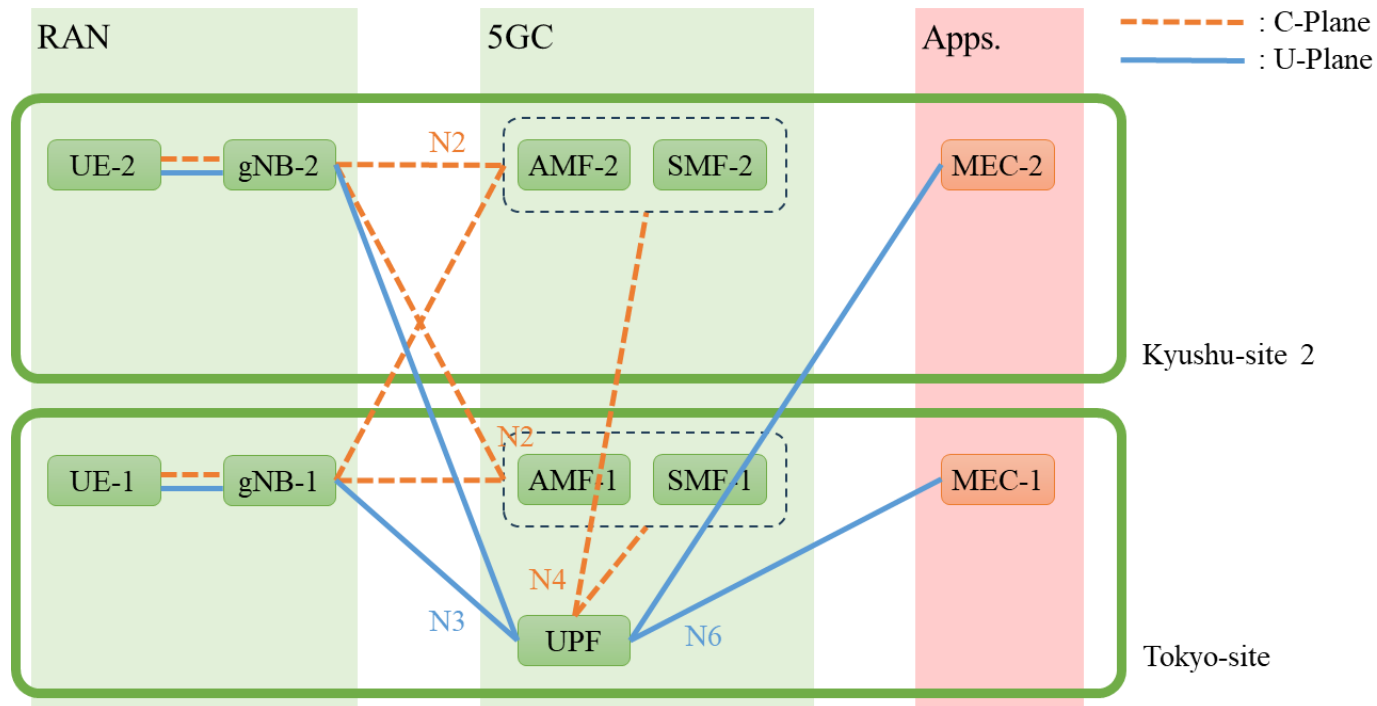 RAN
5GC
Apps.
: C-Plane
: U-Plane
N2
UE-2
gNB-2
AMF-2
SMF-2
MEC-2
Kyushu-site 2
N2
UE-1
gNB-1
AMF-1
SMF-1
MEC-1
N4
N3
UPF
N6
Tokyo-site